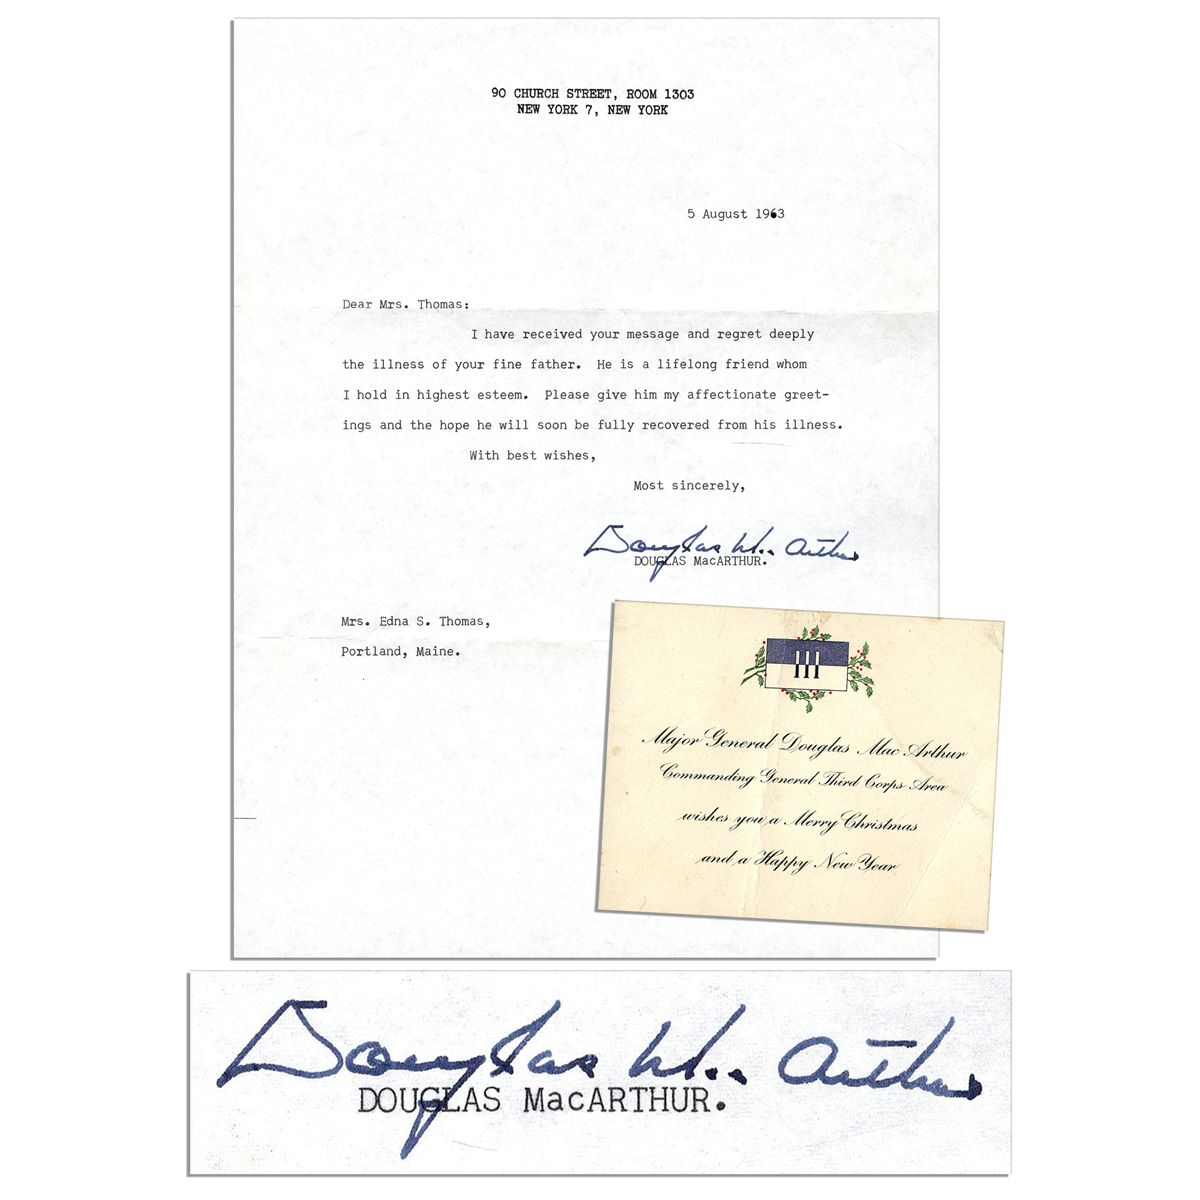 90 CHURCH STREET, ROOM 1303
NEW YORK 7, NEW YORK
5 August 1963
Dear Mrs. Thomas:
I have received your message and regret deeply
the illness of your fine father. He is a lifelong friend whom
I hold in highest esteem. Please give him my affectionate greet-
ings and the hope he will soon be fully recovered from his illness.
With best wishes,
Most sincerely,
Douglas MacArthur
DOUGLAS MacARTHUR.
Mrs. Edna S. Thomas,
Portland, Maine.
III
Major General Douglas Mac Arthur
Commanding General Third Corps Area
wishes you a Merry Christmas
and a Happy New Year
Douglas MacArthur
DOUGLAS MacARTHUR.